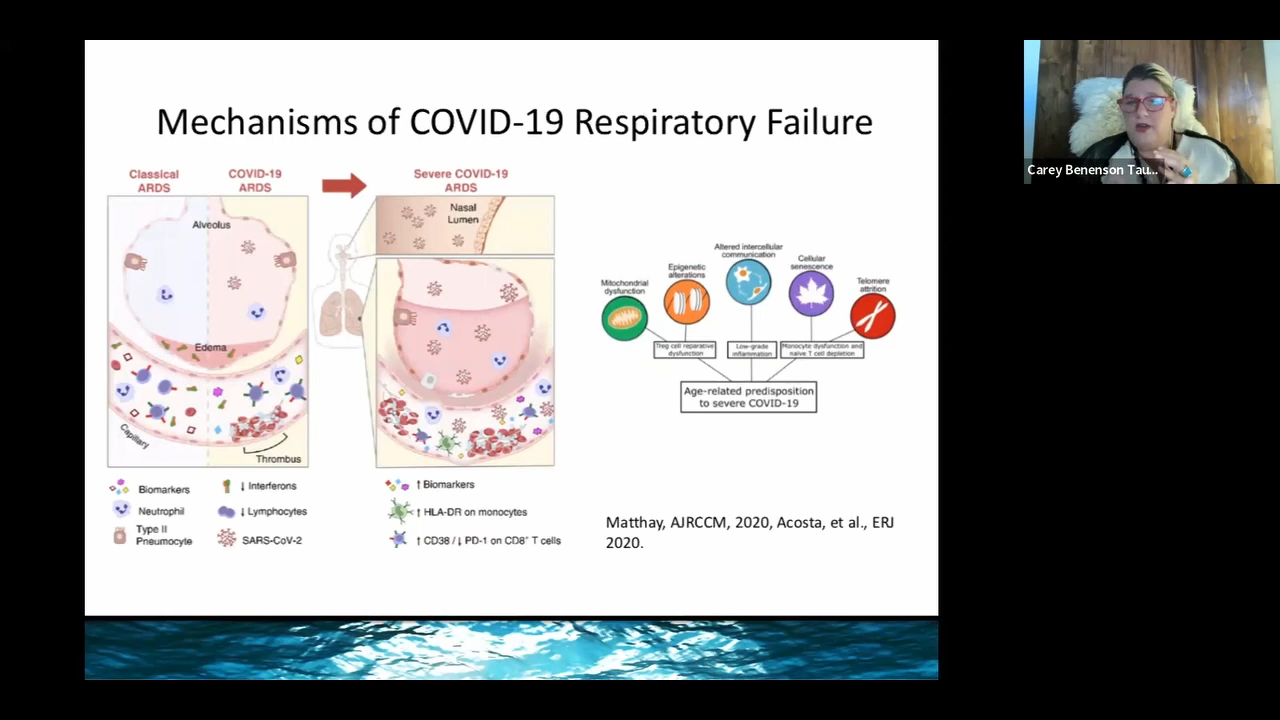 Mechanisms of COVID-19 Respiratory Failure
Classical
ARDS
COVID-19
ARDS
Severe COVID-19
ARDS
Alveolus
Edema
Capillary
Thrombus
Nasal
Lumen
Biomarkers
Neutrophil
Type II
Pneumocyte
↓ Interferons
↓ Lymphocytes
SARS-CoV-2
↑ Biomarkers
↑ HLA-DR on monocytes
↑ CD38 / ↓ PD-1 on CD8⁺ T cells
Mitochondrial
dysfunction
Epigenetic
alterations
Altered intercellular
communication
Cellular
senescence
Telomere
attrition
Treg cell reparative
dysfunction
Low-grade
inflammation
Monocyte dysfunction and
naive T cell depletion
Age-related predisposition
to severe COVID-19
Matthay, AJRCCM, 2020, Acosta, et al., ERJ
2020.
Carey Benenson Tau...